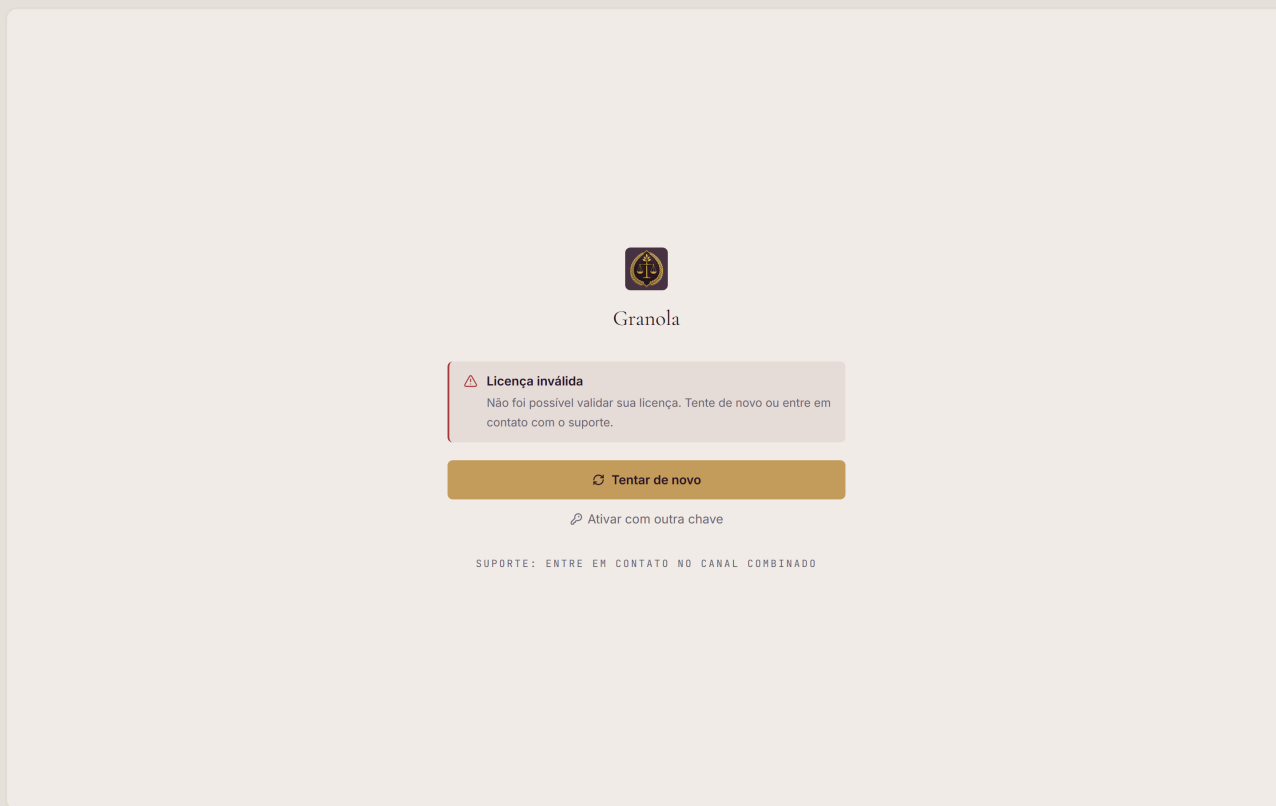 Granola
Licença inválida
Não foi possível validar sua licença. Tente de novo ou entre em
contato com o suporte.
Tentar de novo
Ativar com outra chave
SUPORTE: ENTRE EM CONTATO NO CANAL COMBINADO